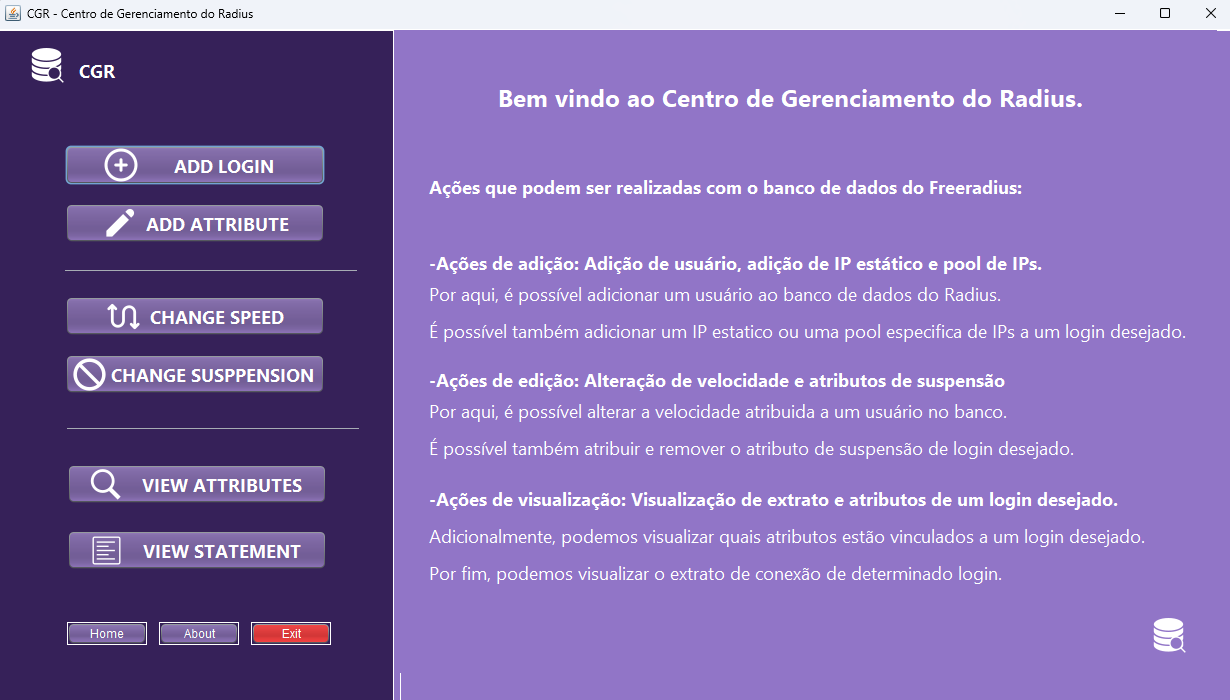 CGR - Centro de Gerenciamento do Radius
CGR
ADD LOGIN
ADD ATTRIBUTE
CHANGE SPEED
CHANGE SUSPPENSION
VIEW ATTRIBUTES
VIEW STATEMENT
Home
About
Exit
Bem vindo ao Centro de Gerenciamento do Radius.
Ações que podem ser realizadas com o banco de dados do Freeradius:
-Ações de adição: Adição de usuário, adição de IP estático e pool de IPs.
Por aqui, é possível adicionar um usuário ao banco de dados do Radius.
É possível também adicionar um IP estatico ou uma pool especifica de IPs a um login desejado.
-Ações de edição: Alteração de velocidade e atributos de suspensão
Por aqui, é possível alterar a velocidade atribuida a um usuário no banco.
É possível também atribuir e remover o atributo de suspensão de login desejado.
-Ações de visualização: Visualização de extrato e atributos de um login desejado.
Adicionalmente, podemos visualizar quais atributos estão vinculados a um login desejado.
Por fim, podemos visualizar o extrato de conexão de determinado login.